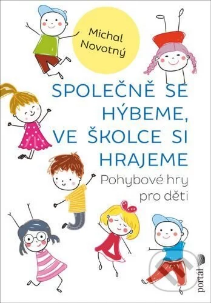 Michal
Novotný
SPOLEČNĚ SE
HÝBEME,
VE ŠKOLCE SI
HRAJEME
Pohybové hry
pro děti
portál